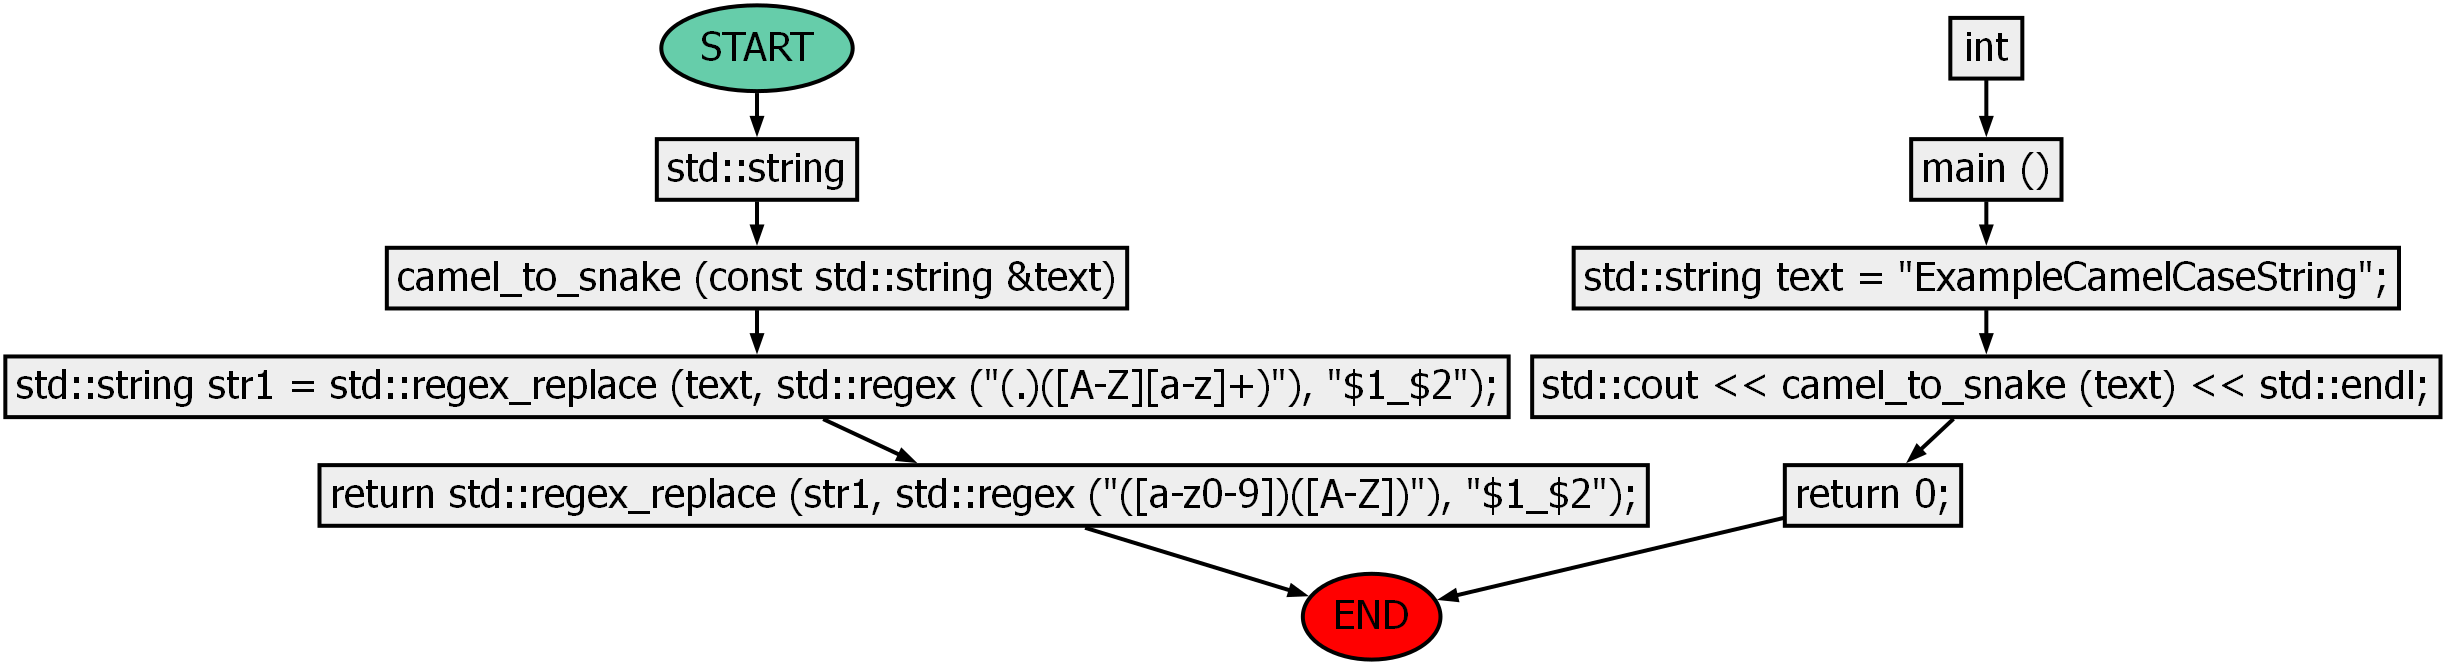 START
std::string
camel_to_snake (const std::string &text)
std::string str1 = std::regex_replace (text, std::regex ("(.)([A-Z][a-z]+)"), "$1_$2");
return std::regex_replace (str1, std::regex ("([a-z0-9])([A-Z])"), "$1_$2");
int
main ()
std::string text = "ExampleCamelCaseString";
std::cout << camel_to_snake (text) << std::endl;
return 0;
END